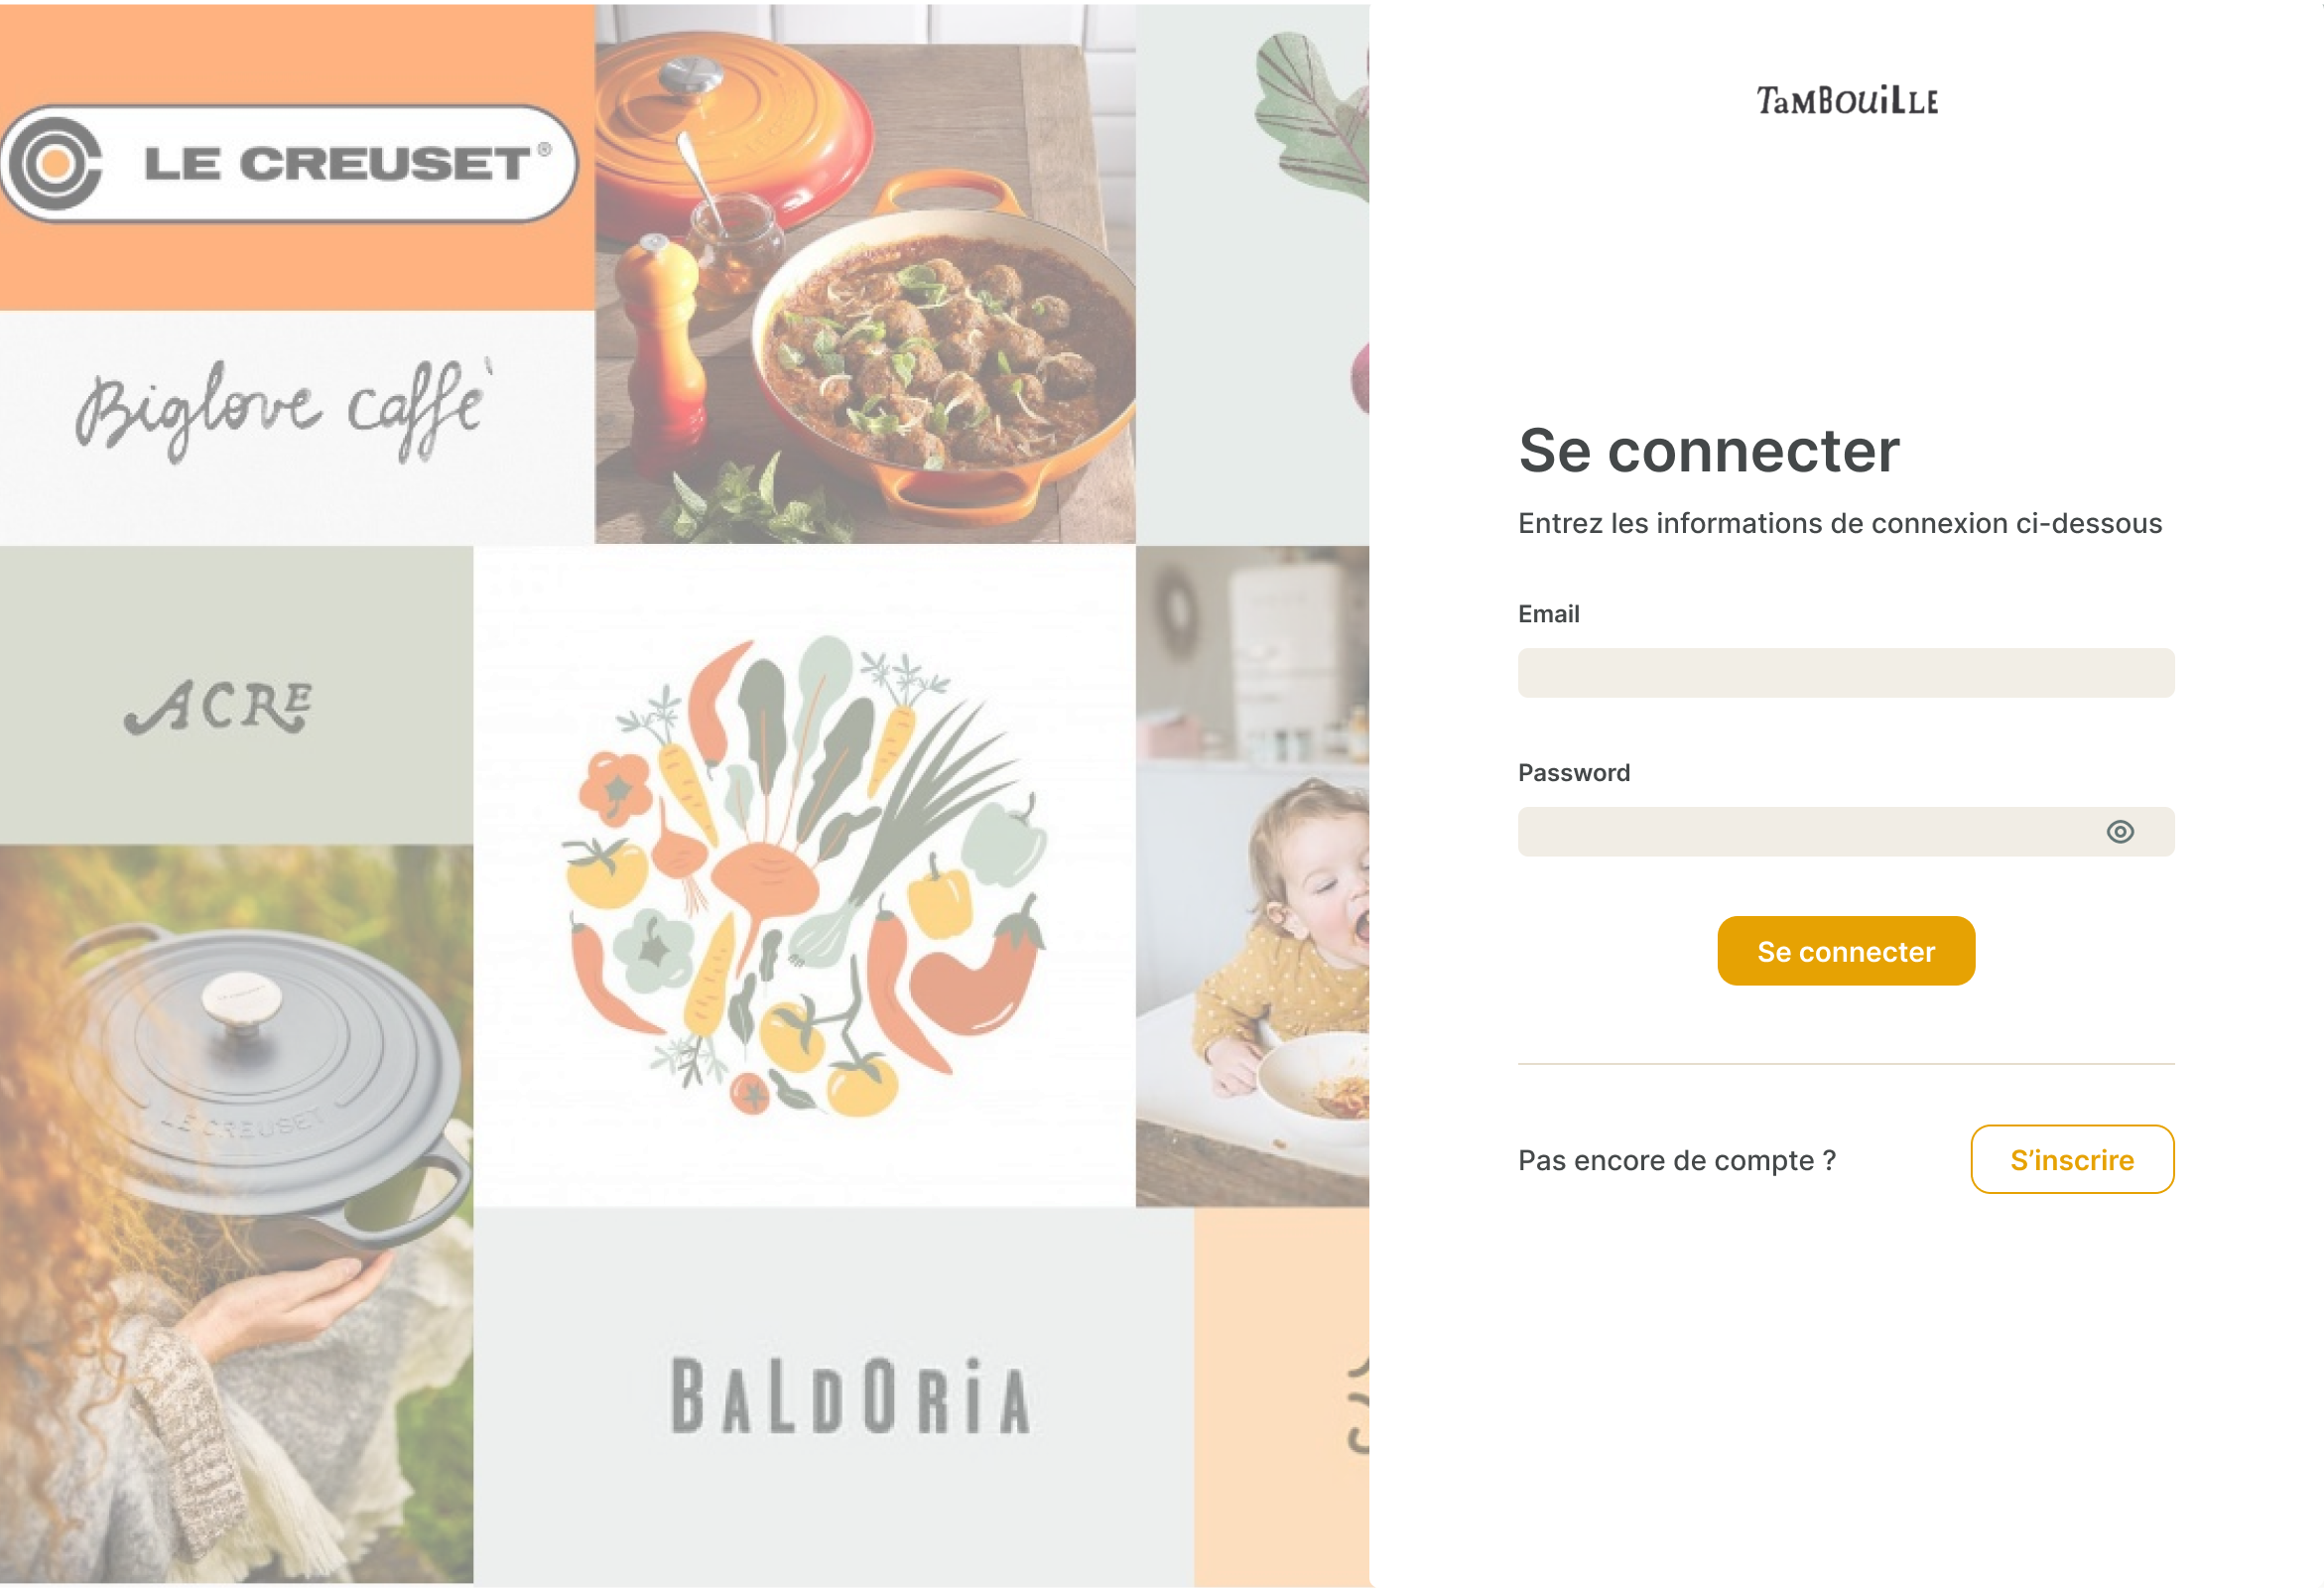 LE CREUSET®
Biglove caffè
ACRE
LE CREUSET
BALDORiA
TaMBOuiLLE
Se connecter
Entrez les informations de connexion ci-dessous
Email
Password
Se connecter
Pas encore de compte ?
S’inscrire